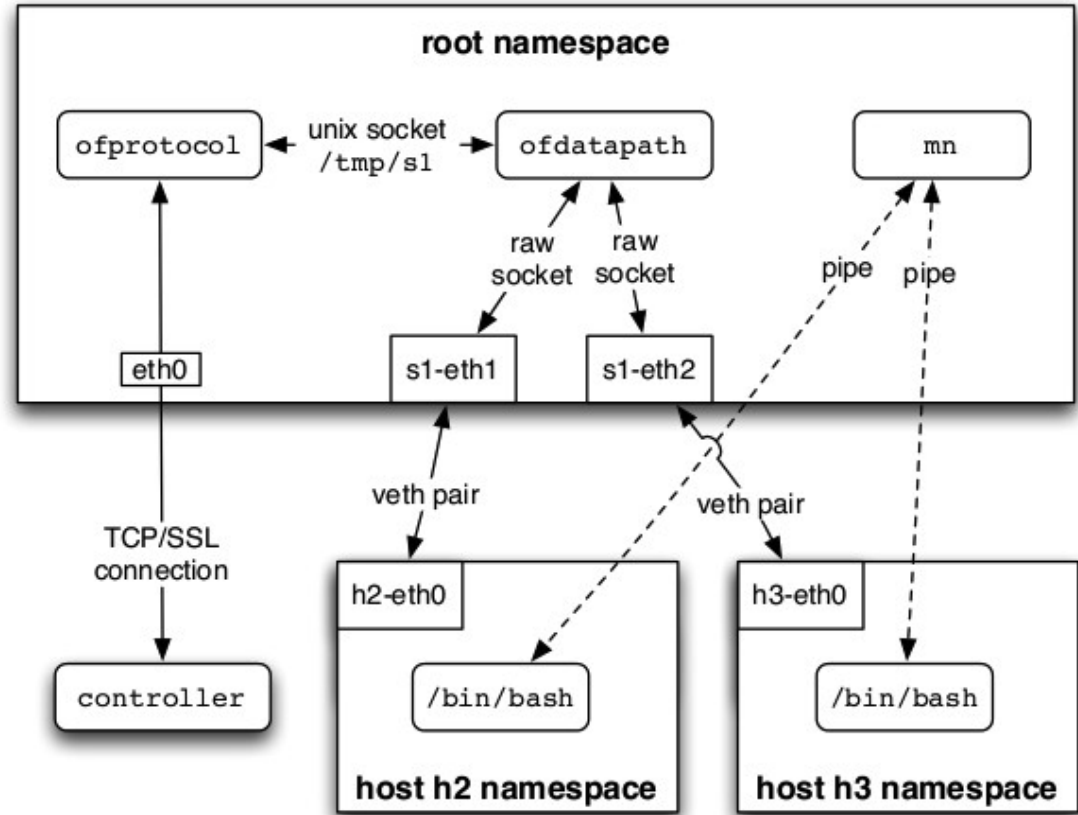 root namespace
ofprotocol
unix socket
/tmp/s1
ofdatapath
mn
raw
socket
raw
socket
pipe
pipe
eth0
s1-eth1
s1-eth2
veth pair
veth pair
TCP/SSL
connection
h2-eth0
h3-eth0
controller
/bin/bash
/bin/bash
host h2 namespace
host h3 namespace